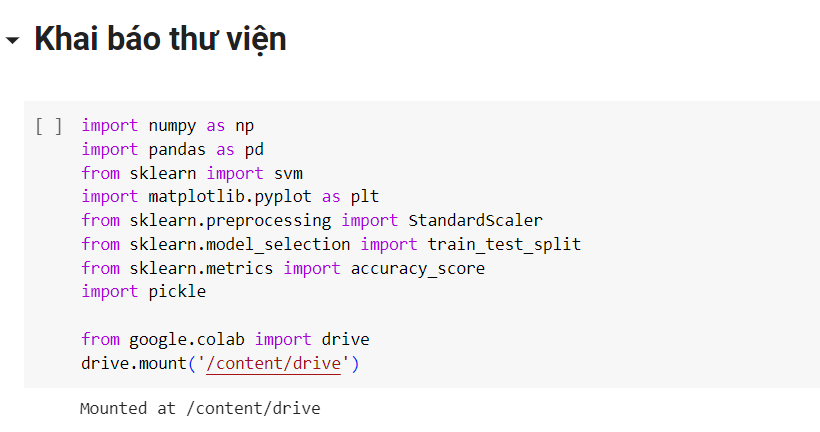 Khai báo thư viện
[ ] import numpy as np
import pandas as pd
from sklearn import svm
import matplotlib.pyplot as plt
from sklearn.preprocessing import StandardScaler
from sklearn.model_selection import train_test_split
from sklearn.metrics import accuracy_score
import pickle
from google.colab import drive
drive.mount('/content/drive')
Mounted at /content/drive